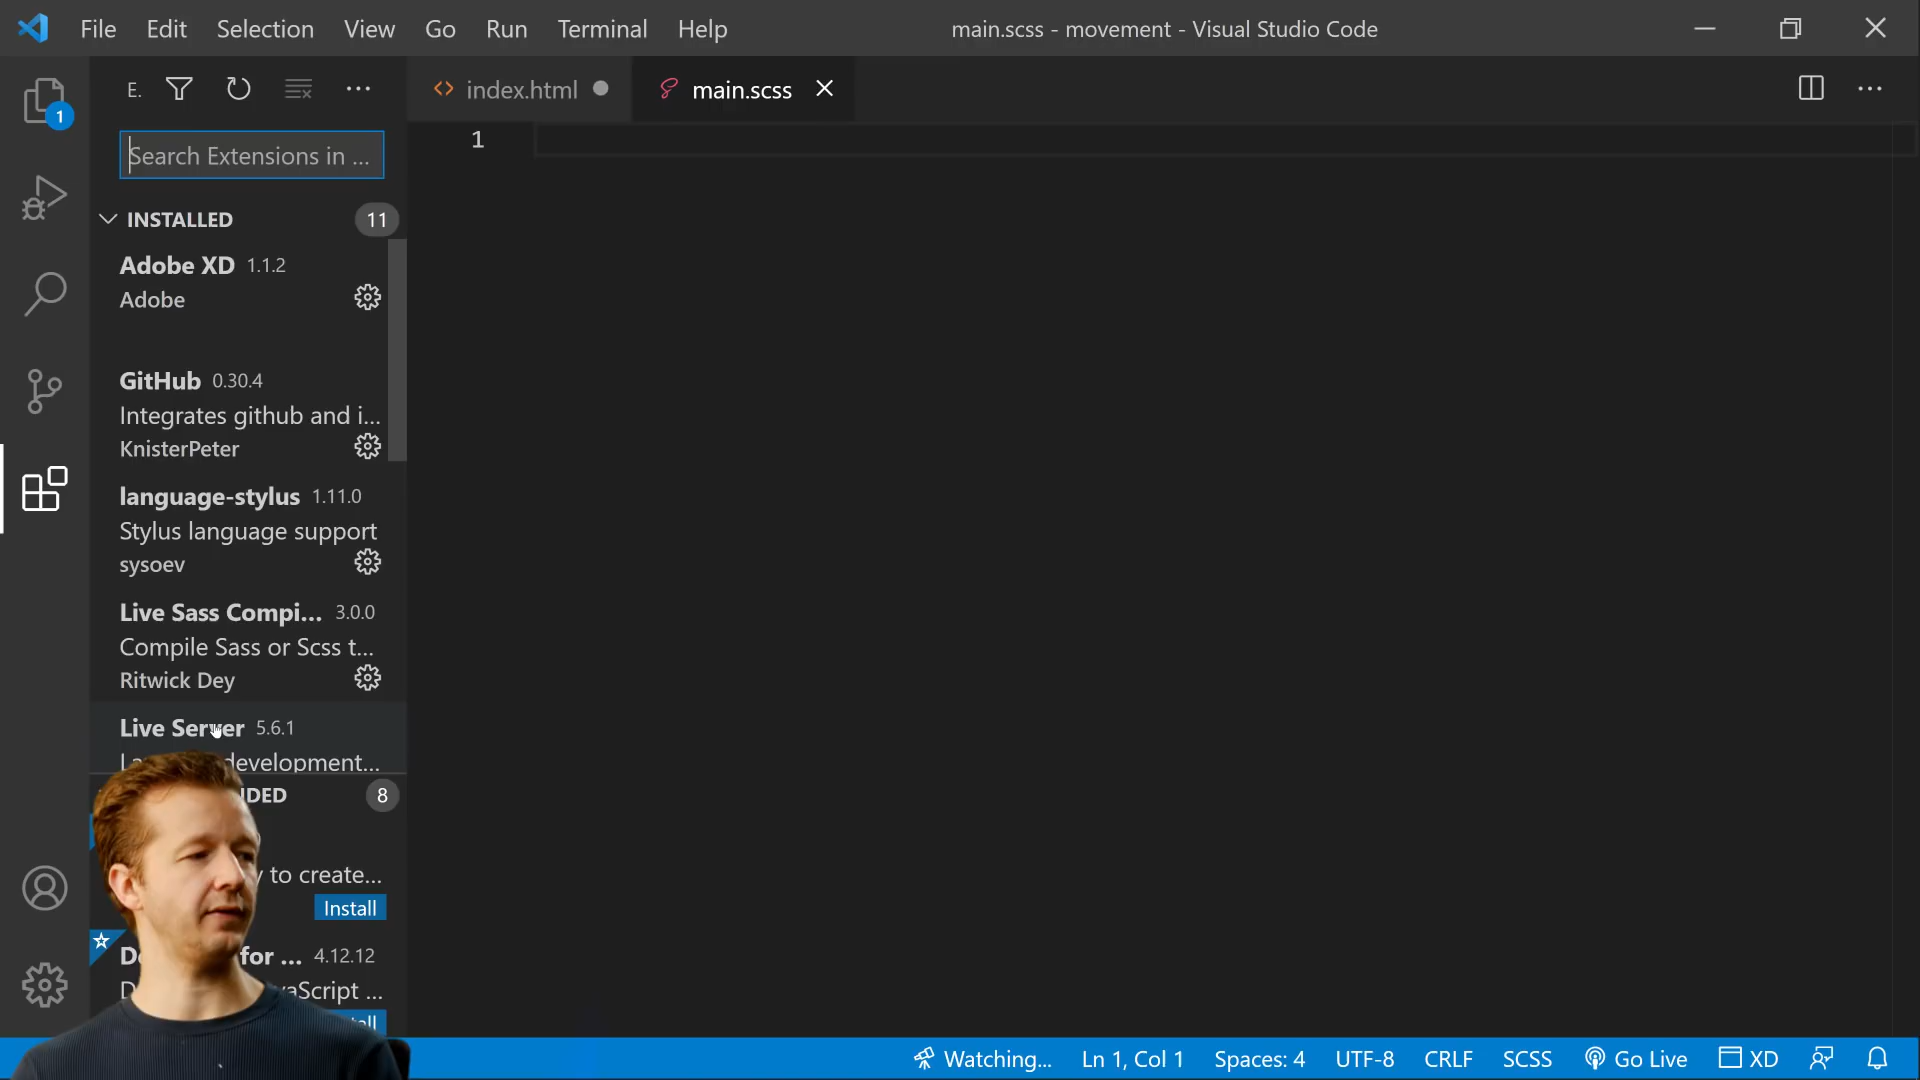 File Edit Selection View Go Run Terminal Help
main.scss - movement - Visual Studio Code
E.
index.html
main.scss
1
1
Search Extensions in ...
INSTALLED 11
Adobe XD 1.1.2
Adobe
GitHub 0.30.4
Integrates github and i...
KnisterPeter
language-stylus 1.11.0
Stylus language support
sysoev
Live Sass Compi... 3.0.0
Compile Sass or Scss t...
Ritwick Dey
Live Server 5.6.1
development...
8
to create...
Install
for ... 4.12.12
Watching... Ln 1, Col 1 Spaces: 4 UTF-8 CRLF SCSS Go Live XD